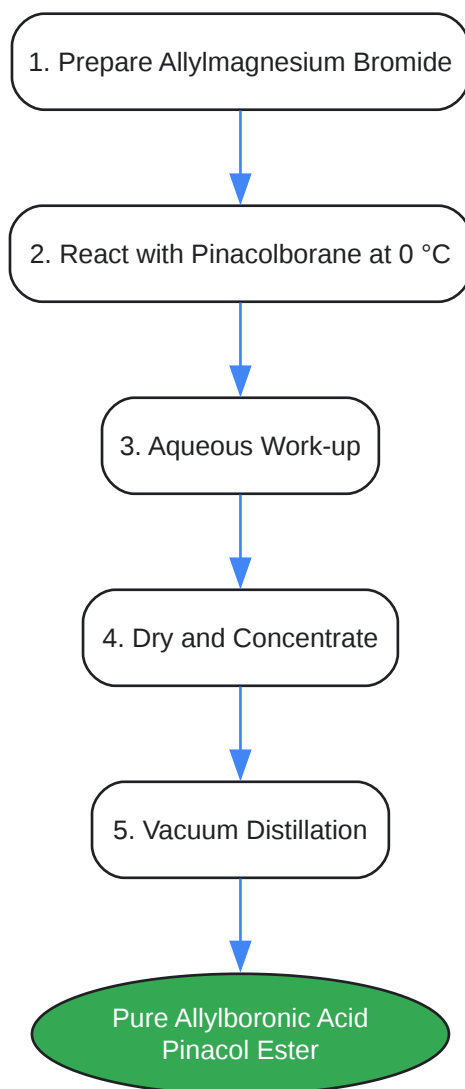 1. Prepare Allylmagnesium Bromide
2. React with Pinacolborane at 0 °C
3. Aqueous Work-up
4. Dry and Concentrate
5. Vacuum Distillation
Pure Allylboronic Acid
Pinacol Ester